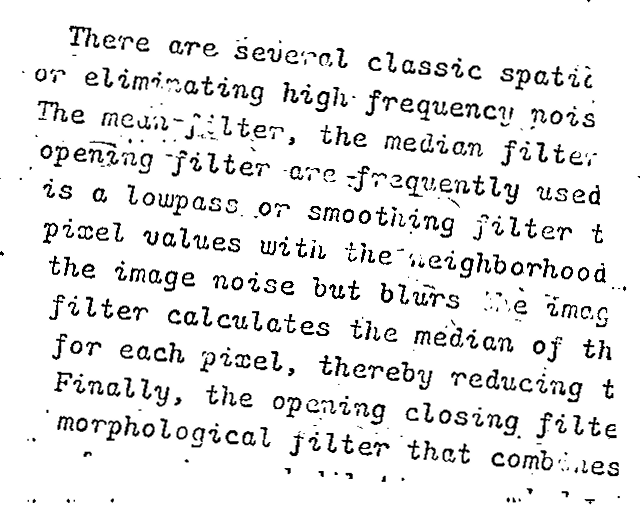 There are several classic spati
or eliminating high frequency nois
The mean filter, the median filter
opening filter are frequently used
is a lowpass or smoothing filter t
pixel values with the neighborhood
the image noise but blurs the imag
filter calculates the median of th
for each pixel, thereby reducing t
Finally, the opening closing filte
morphological filter that combines